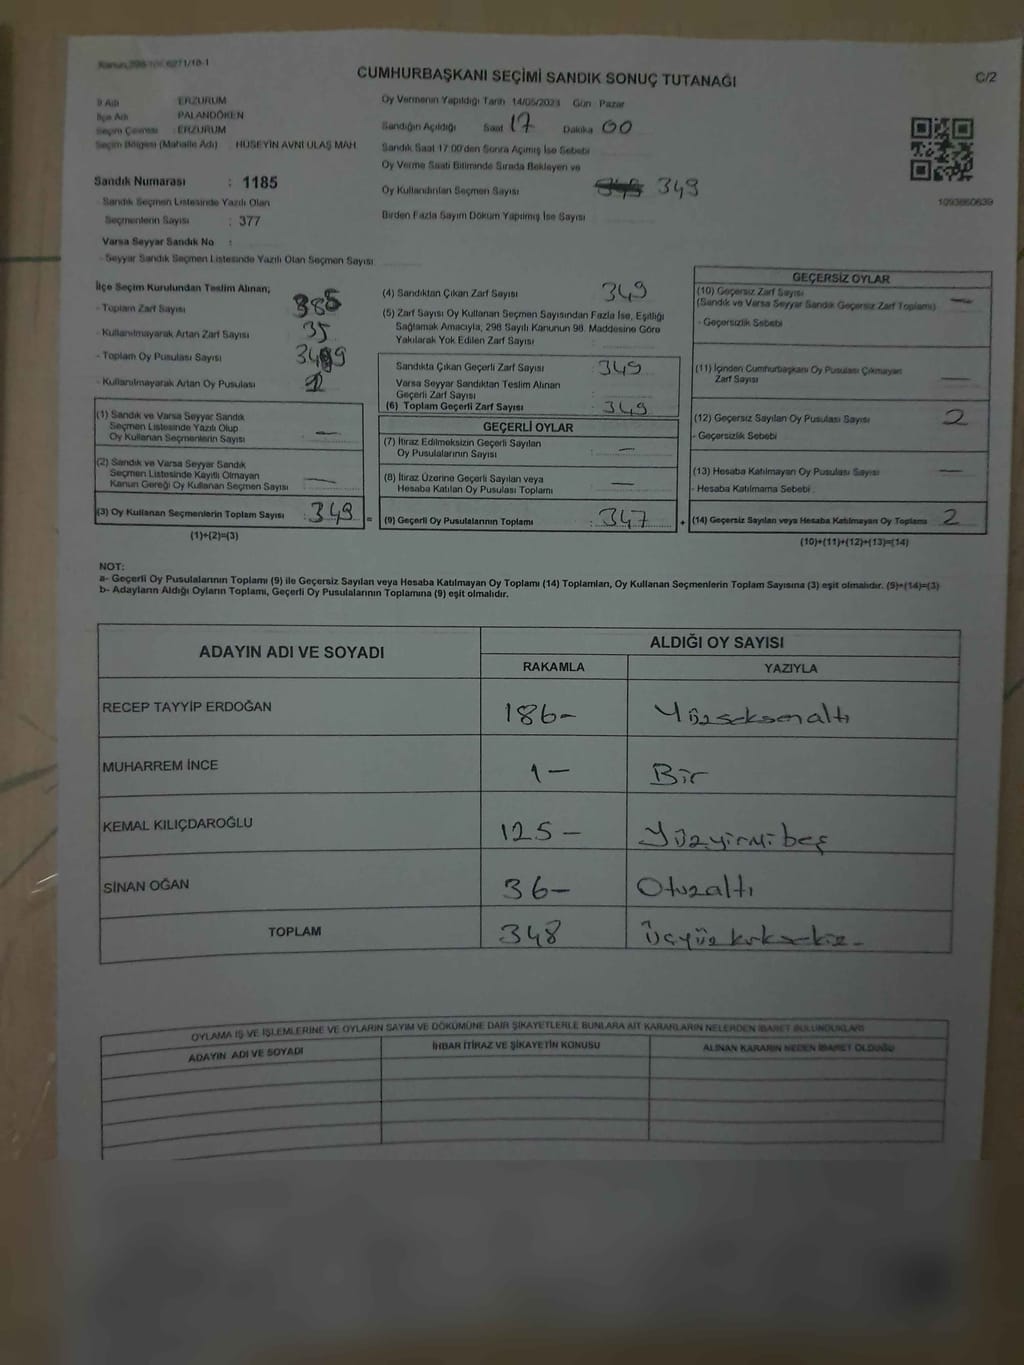 CUMHURBAŞKANI SEÇİMİ SANDIK SONUÇ TUTANAĞI
C/2
İl Adı ERZURUM
İlçe Adı PALANDÖKEN
Seçim Çevresi : ERZURUM
Seçim Bölgesi (Mahalle Adı) : HÜSEYİN AVNİ ULAŞ MAH
Sandık Numarası : 1185
- Sandık Seçmen Listesinde Yazılı Olan
Seçmenlerin Sayısı : 377
Varsa Seyyar Sandık No :
- Seyyar Sandık Seçmen Listesinde Yazılı Olan Seçmen Sayısı
Oy Vermenin Yapıldığı Tarih 14/05/2023 Gün Pazar
Sandığın Açıldığı Saat 17 Dakika 00
Sandık Saat 17:00'den Sonra Açımış İse Sebebi
Oy Verme Saati Bitiminde Sırada Bekleyen ve
Oy Kullandırılan Seçmen Sayısı 349
Birden Fazla Sayım Döküm Yapılmış İse Sayısı
1093860639
İlçe Seçim Kurulundan Teslim Alınan;
- Toplam Zarf Sayısı
- Kullanılmayarak Artan Zarf Sayısı 35
- Toplam Oy Pusulası Sayısı
- Kullanılmayarak Artan Oy Pusulası
(1) Sandık ve Varsa Seyyar Sandık
Seçmen Listesinde Yazılı Olup
Oy Kullanan Seçmenlerin Sayısı : —
(2) Sandık ve Varsa Seyyar Sandık
Seçmen Listesinde Kayıtlı Olmayan
Kanun Gereği Oy Kullanan Seçmen Sayısı : —
(3) Oy Kullanan Seçmenlerin Toplam Sayısı : 349 =
(1)+(2)=(3)
(4) Sandıktan Çıkan Zarf Sayısı 349
(5) Zarf Sayısı Oy Kullanan Seçmen Sayısından Fazla İse, Eşitliği
Sağlamak Amacıyla, 298 Sayılı Kanunun 98. Maddesine Göre
Yakılarak Yok Edilen Zarf Sayısı :
Sandıkta Çıkan Geçerli Zarf Sayısı : 349
Varsa Seyyar Sandıktan Teslim Alınan
Geçerli Zarf Sayısı :
(6) Toplam Geçerli Zarf Sayısı : 349
GEÇERLİ OYLAR
(7) İtiraz Edilmeksizin Geçerli Sayılan
Oy Pusulalarının Sayısı : —
(8) İtiraz Üzerine Geçerli Sayılan veya
Hesaba Katılan Oy Pusulası Toplamı : —
(9) Geçerli Oy Pusulalarının Toplamı : 347 +
GEÇERSİZ OYLAR
(10) Geçersiz Zarf Sayısı
(Sandık ve Varsa Seyyar Sandık Geçersiz Zarf Toplamı) —
- Geçersizlik Sebebi
(11) İçinden Cumhurbaşkanı Oy Pusulası Çıkmayan
Zarf Sayısı —
(12) Geçersiz Sayılan Oy Pusulası Sayısı 2
- Geçersizlik Sebebi
(13) Hesaba Katılmayan Oy Pusulası Sayısı —
- Hesaba Katılmama Sebebi
(14) Geçersiz Sayılan veya Hesaba Katılmayan Oy Toplamı 2
(10)+(11)+(12)+(13)=(14)
NOT:
a- Geçerli Oy Pusulalarının Toplamı (9) ile Geçersiz Sayılan veya Hesaba Katılmayan Oy Toplamı (14) Toplamları, Oy Kullanan Seçmenlerin Toplam Sayısına (3) eşit olmalıdır. (9)+(14)=(3)
b- Adayların Aldığı Oyların Toplamı, Geçerli Oy Pusulalarının Toplamına (9) eşit olmalıdır.
ADAYIN ADI VE SOYADI
ALDIĞI OY SAYISI
RAKAMLA YAZIYLA
RECEP TAYYİP ERDOĞAN 186- Yüzseksenaltı
MUHARREM İNCE 1- Bir
KEMAL KILIÇDAROĞLU 125- Yüzyirmibeş
SİNAN OĞAN 36- Otuzaltı
TOPLAM 348
OYLAMA İŞ VE İŞLEMLERİNE VE OYLARIN SAYIM VE DÖKÜMÜNE DAİR ŞİKAYETLERLE BUNLARA AİT KARARLARIN NELERDEN İBARET BULUNDUKLARI
ADAYIN ADI VE SOYADI İHBAR İTİRAZ VE ŞİKAYETİN KONUSU ALINAN KARARIN NEDEN İBARET OLDUĞU